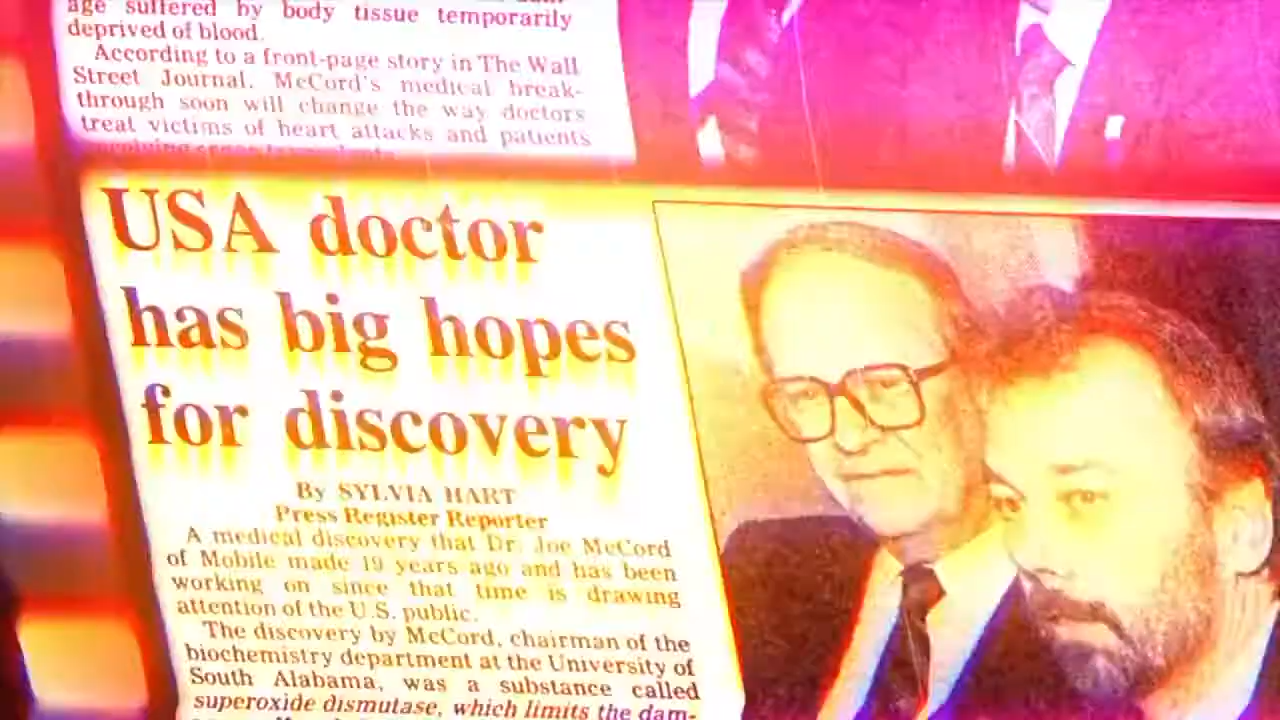 age suffered by body tissue temporarily
deprived of blood.
According to a front-page story in The Wall
Street Journal, McCord's medical break-
through soon will change the way doctors
treat victims of heart attacks and patients
USA doctor
has big hopes
for discovery
By SYLVIA HART
Press Register Reporter
A medical discovery that Dr. Joe McCord
of Mobile made 19 years ago and has been
working on since that time is drawing
attention of the U.S. public.
The discovery by McCord, chairman of the
biochemistry department at the University of
South Alabama, was a substance called
superoxide dismutase, which limits the dam-